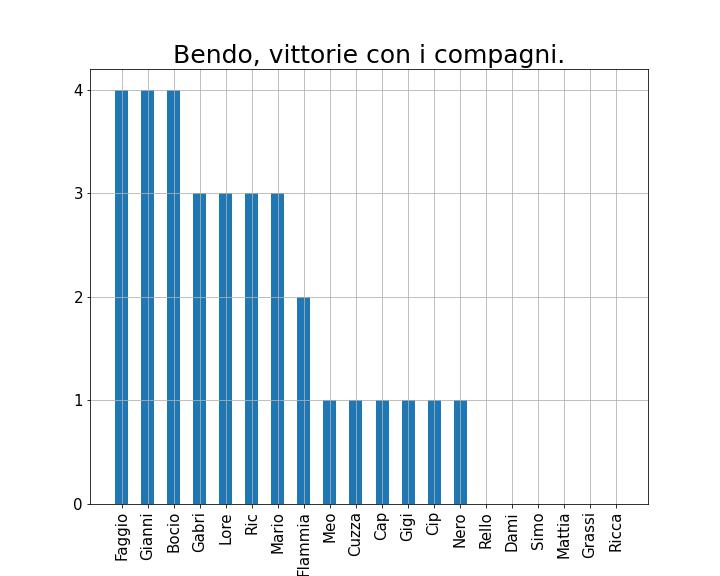 Bendo, vittorie con i compagni.
4
3
2
1
0
Faggio
Gianni
Bocio
Gabri
Lore
Ric
Mario
Flammia
Meo
Cuzza
Cap
Gigi
Cip
Nero
Rello
Dami
Simo
Mattia
Grassi
Ricca